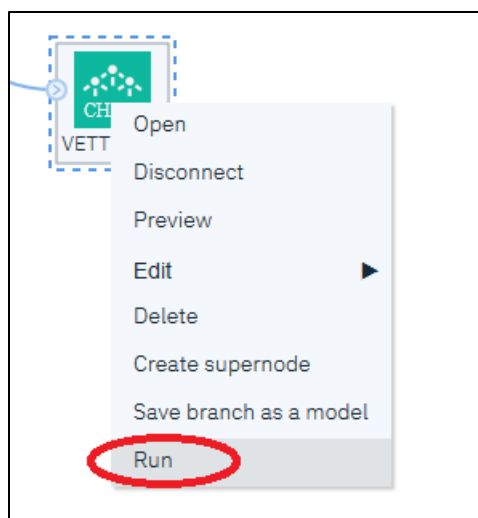 CH
VETT
Open
Disconnect
Preview
Edit
Delete
Create supernode
Save branch as a model
Run